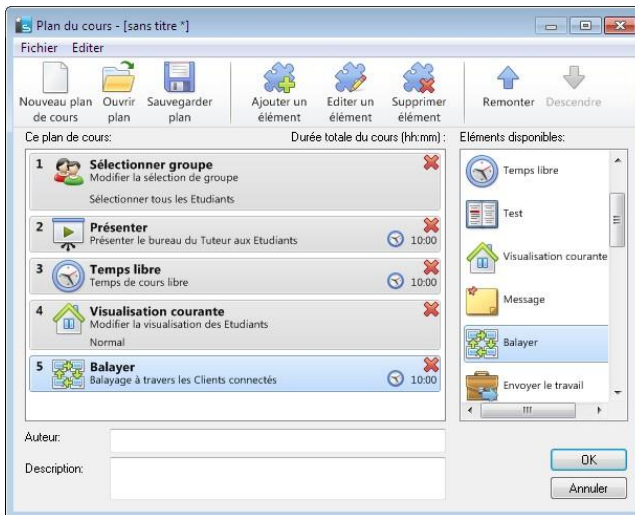 Plan du cours - [sans titre *]
Fichier Editer
Nouveau plan de cours
Ouvrir plan
Sauvegarder plan
Ajouter un élément
Editer un élément
Supprimer élément
Remonter
Descendre
Ce plan de cours:
Durée totale du cours (hh:mm) :
Eléments disponibles:
1 Sélectionner groupe
Modifier la sélection de groupe
Sélectionner tous les Etudiants
2 Présenter
Présenter le bureau du Tuteur aux Etudiants 10:00
3 Temps libre
Temps de cours libre 10:00
4 Visualisation courante
Modifier la visualisation des Etudiants
Normal
5 Balayer
Balayage à travers les Clients connectés 10:00
Temps libre
Test
Visualisation courante
Message
Balayer
Envoyer le travail
Auteur:
Description:
OK
Annuler